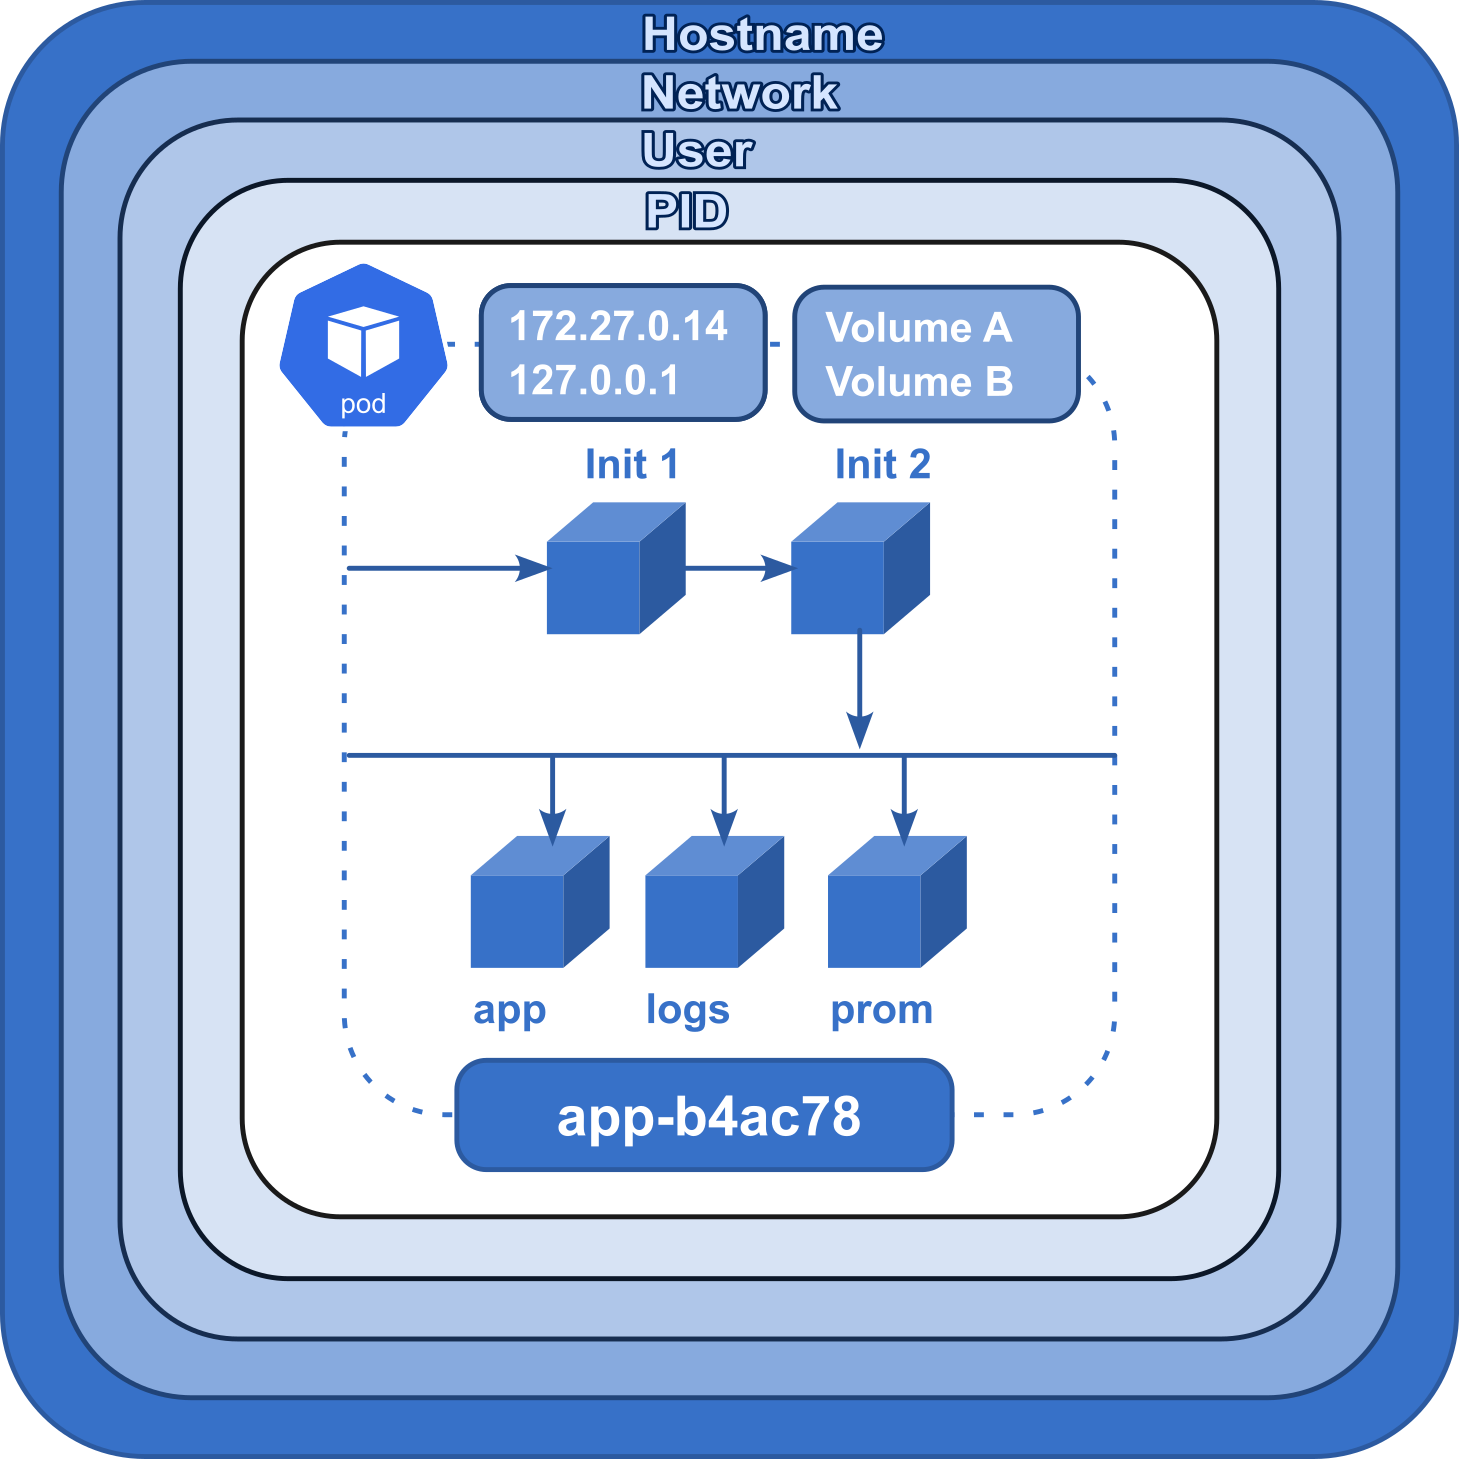 Hostname
Network
User
PID
pod
172.27.0.14
127.0.0.1
Volume A
Volume B
Init 1
Init 2
app
logs
prom
app-b4ac78